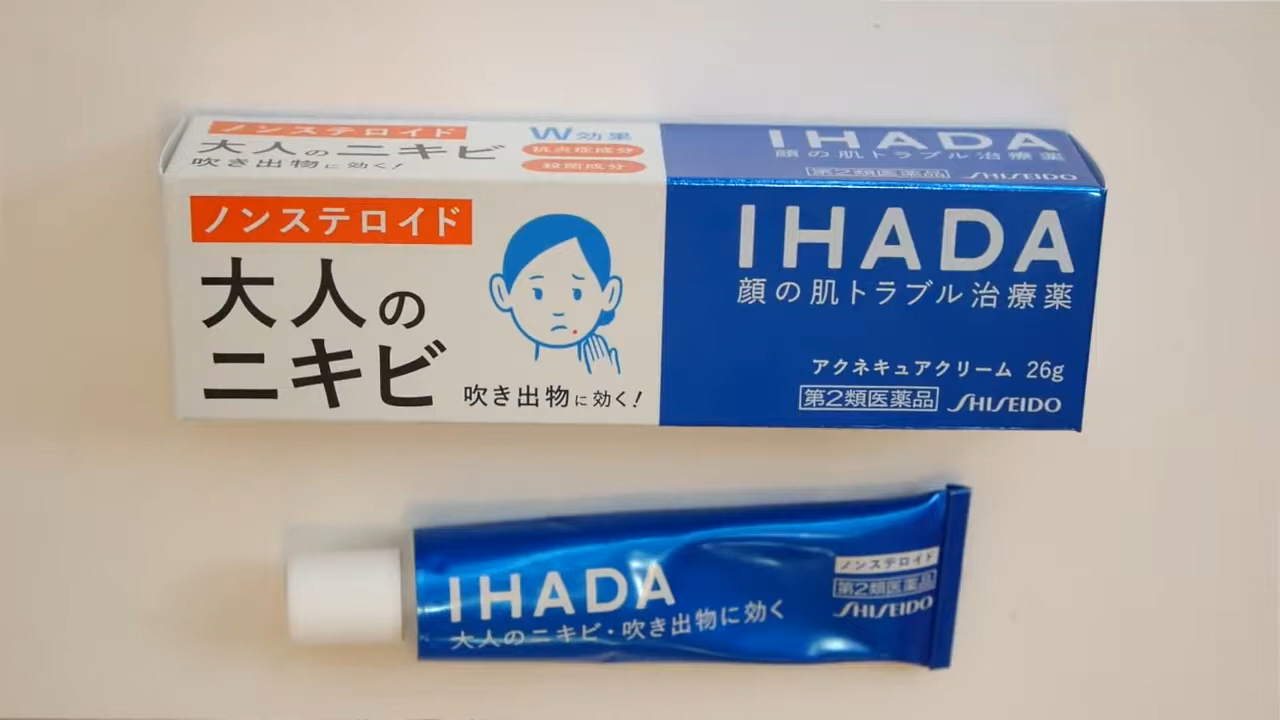 ノンステロイド
大人のニキビ
吹き出物に効く!
W効果
抗炎症成分
殺菌成分
IHADA
顔の肌トラブル治療薬
第2類医薬品 SHISEIDO
ノンステロイド
大人の
ニキビ
吹き出物に効く!
IHADA
顔の肌トラブル治療薬
アクネキュアクリーム 26g
第2類医薬品 SHISEIDO
IHADA
大人のニキビ・吹き出物に効く
ノンステロイド
第2類医薬品
SHISEIDO